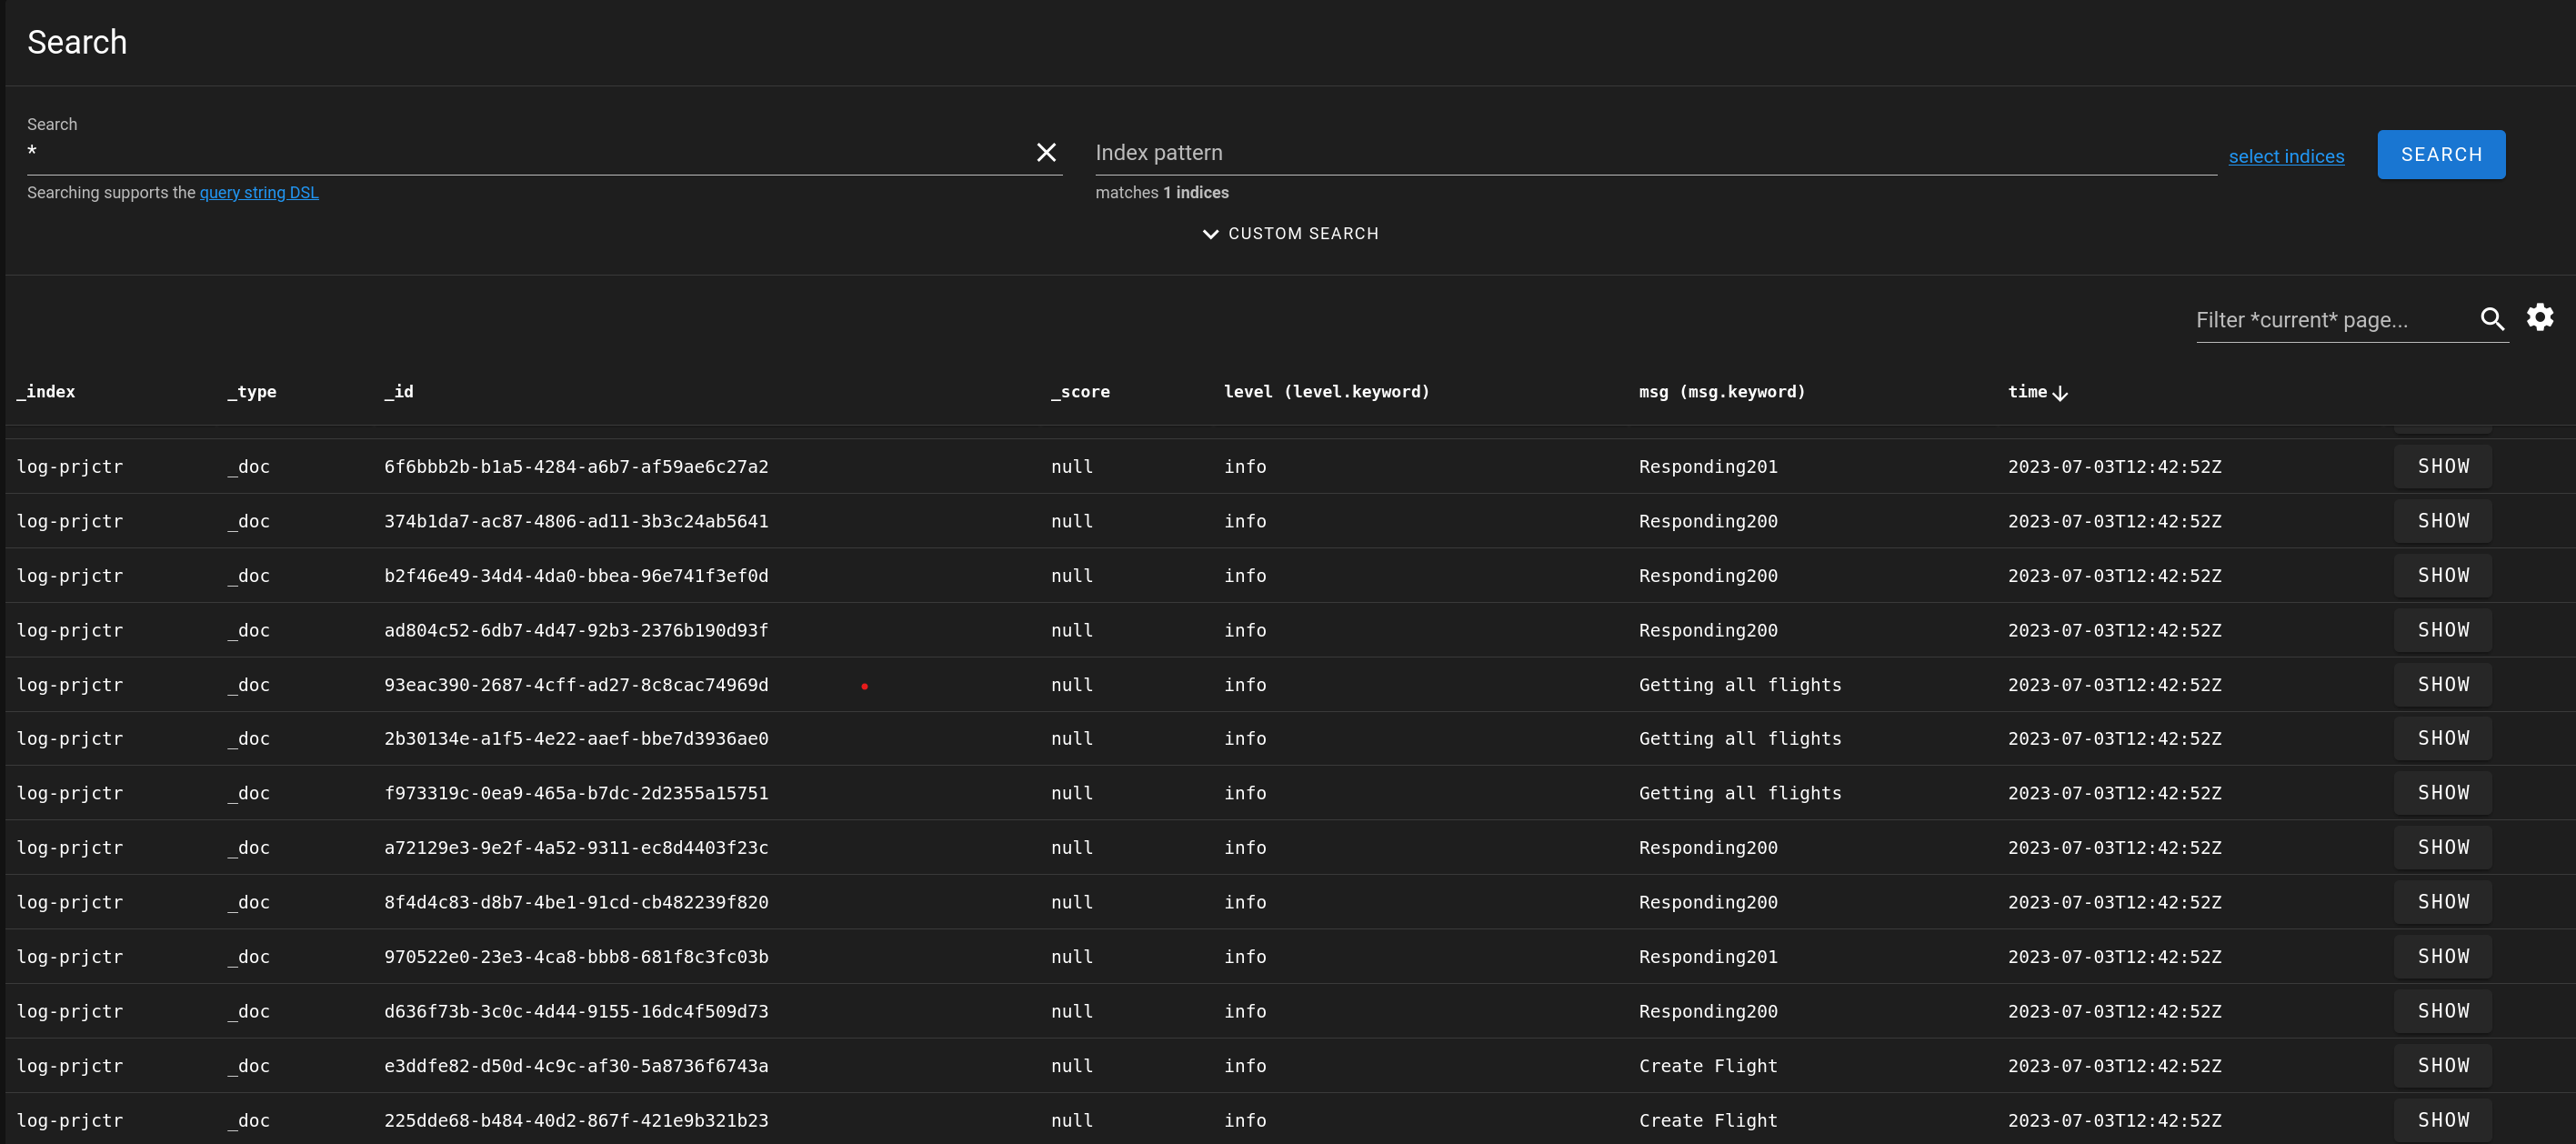 Search
Search
*
Index pattern
select indices
SEARCH
Searching supports the query string DSL
matches 1 indices
CUSTOM SEARCH
Filter *current* page...
_index _type _id _score level (level.keyword) msg (msg.keyword) time
log-prjctr _doc 6f6bbb2b-b1a5-4284-a6b7-af59ae6c27a2 null info Responding201 2023-07-03T12:42:52Z SHOW
log-prjctr _doc 374b1da7-ac87-4806-ad11-3b3c24ab5641 null info Responding200 2023-07-03T12:42:52Z SHOW
log-prjctr _doc b2f46e49-34d4-4da0-bbea-96e741f3ef0d null info Responding200 2023-07-03T12:42:52Z SHOW
log-prjctr _doc ad804c52-6db7-4d47-92b3-2376b190d93f null info Responding200 2023-07-03T12:42:52Z SHOW
log-prjctr _doc 93eac390-2687-4cff-ad27-8c8cac74969d null info Getting all flights 2023-07-03T12:42:52Z SHOW
log-prjctr _doc 2b30134e-a1f5-4e22-aaef-bbe7d3936ae0 null info Getting all flights 2023-07-03T12:42:52Z SHOW
log-prjctr _doc f973319c-0ea9-465a-b7dc-2d2355a15751 null info Getting all flights 2023-07-03T12:42:52Z SHOW
log-prjctr _doc a72129e3-9e2f-4a52-9311-ec8d4403f23c null info Responding200 2023-07-03T12:42:52Z SHOW
log-prjctr _doc 8f4d4c83-d8b7-4be1-91cd-cb482239f820 null info Responding200 2023-07-03T12:42:52Z SHOW
log-prjctr _doc 970522e0-23e3-4ca8-bbb8-681f8c3fc03b null info Responding201 2023-07-03T12:42:52Z SHOW
log-prjctr _doc d636f73b-3c0c-4d44-9155-16dc4f509d73 null info Responding200 2023-07-03T12:42:52Z SHOW
log-prjctr _doc e3ddfe82-d50d-4c9c-af30-5a8736f6743a null info Create Flight 2023-07-03T12:42:52Z SHOW
log-prjctr _doc 225dde68-b484-40d2-867f-421e9b321b23 null info Create Flight 2023-07-03T12:42:52Z SHOW